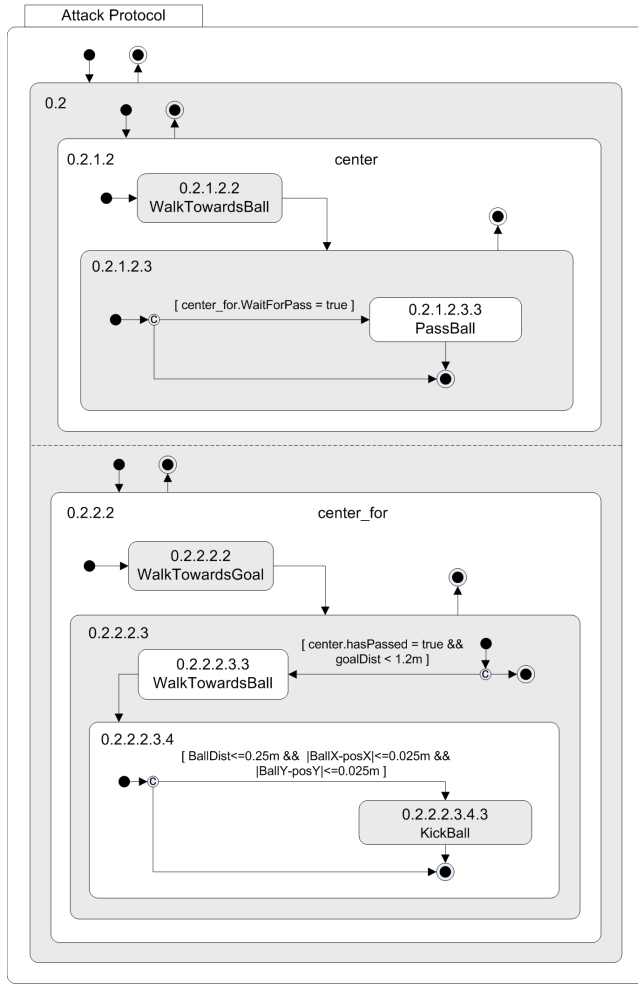 Attack Protocol
0.2
0.2.1.2
center
0.2.1.2.2
WalkTowardsBall
0.2.1.2.3
[ center_for.WaitForPass = true ]
C
0.2.1.2.3.3
PassBall
0.2.2.2
center_for
0.2.2.2.2
WalkTowardsGoal
0.2.2.2.3
[ center.hasPassed = true &&
goalDist < 1.2m ]
C
0.2.2.2.3.3
WalkTowardsBall
0.2.2.2.3.4
[ BallDist<=0.25m && |BallX-posX|<=0.025m &&
|BallY-posY|<=0.025m ]
C
0.2.2.2.3.4.3
KickBall